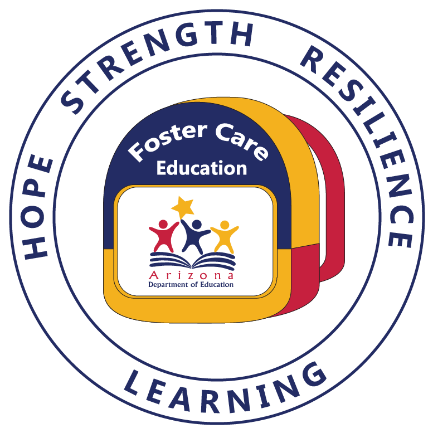 HOPE STRENGTH RESILIENCE
Foster Care
Education
Arizona
Department of Education
LEARNING